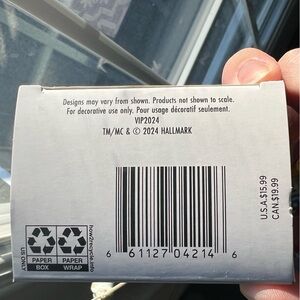 Designs may vary from shown. Products not shown to scale.
For decorative use only. Pour usage décoratif seulement.
VIP2024
TM/MC & © 2024 HALLMARK
U.S.A. $15.99
CAN. $19.99
US ONLY
PAPER
BOX
PAPER
WRAP
how2recycle.info
6 61127 04214 6